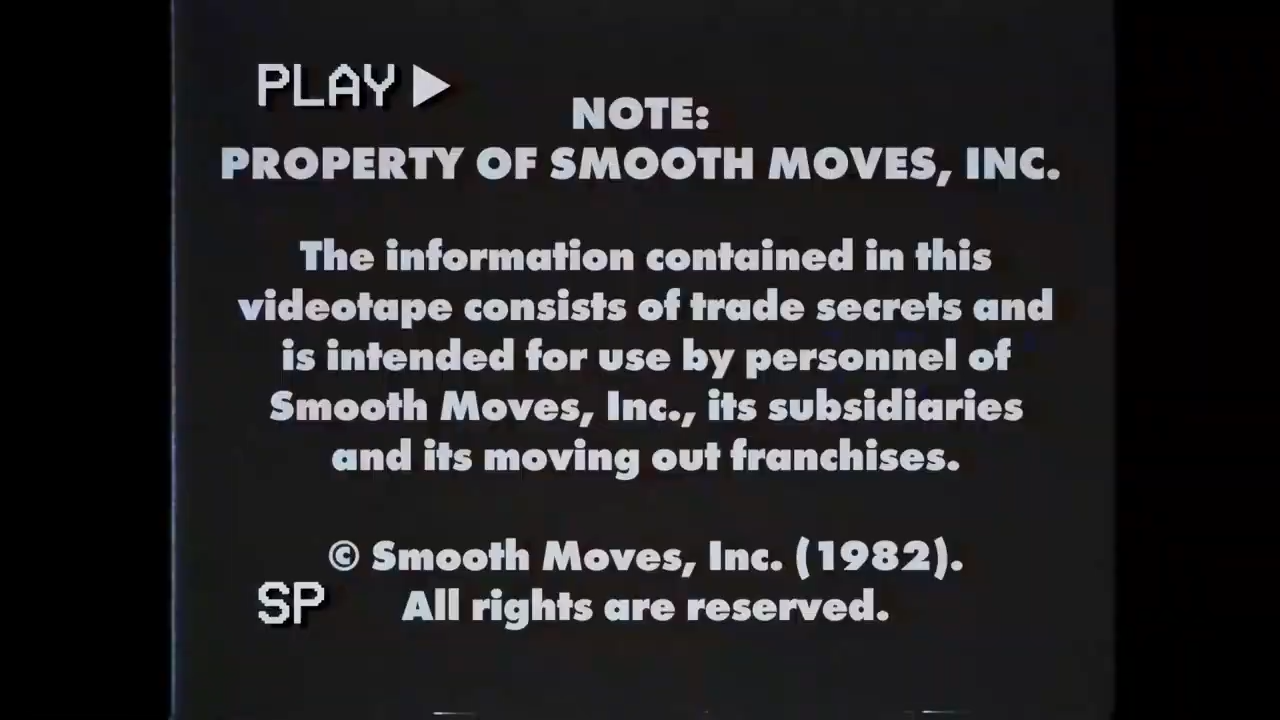 PLAY ▶
NOTE:
PROPERTY OF SMOOTH MOVES, INC.
The information contained in this
videotape consists of trade secrets and
is intended for use by personnel of
Smooth Moves, Inc., its subsidiaries
and its moving out franchises.
© Smooth Moves, Inc. (1982).
SP
All rights are reserved.